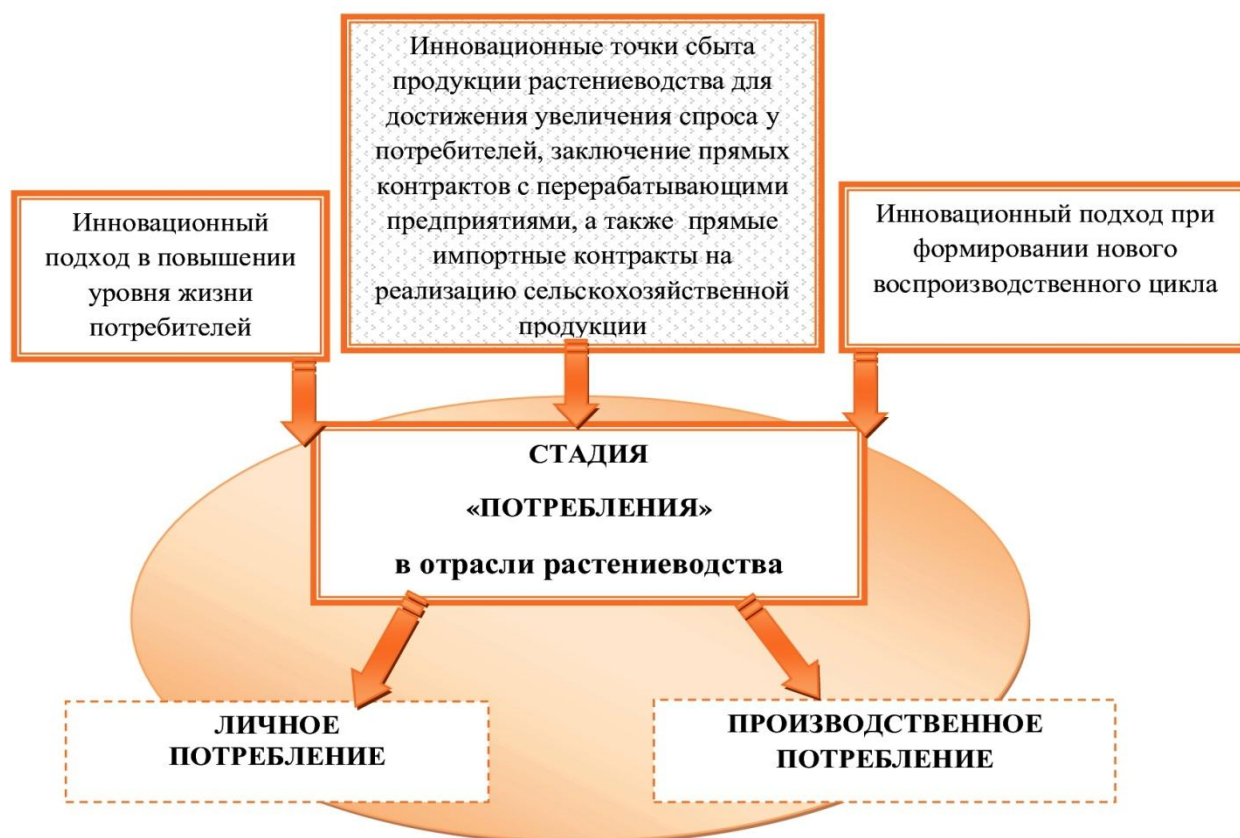 Инновационный
подход в повышении
уровня жизни
потребителей
Инновационные точки сбыта
продукции растениеводства для
достижения увеличения спроса у
потребителей, заключение прямых
контрактов с перерабатывающими
предприятиями, а также прямые
импортные контракты на
реализацию сельскохозяйственной
продукции
Инновационный подход при
формировании нового
воспроизводственного цикла
СТАДИЯ
«ПОТРЕБЛЕНИЯ»
в отрасли растениеводства
ЛИЧНОЕ
ПОТРЕБЛЕНИЕ
ПРОИЗВОДСТВЕННОЕ
ПОТРЕБЛЕНИЕ